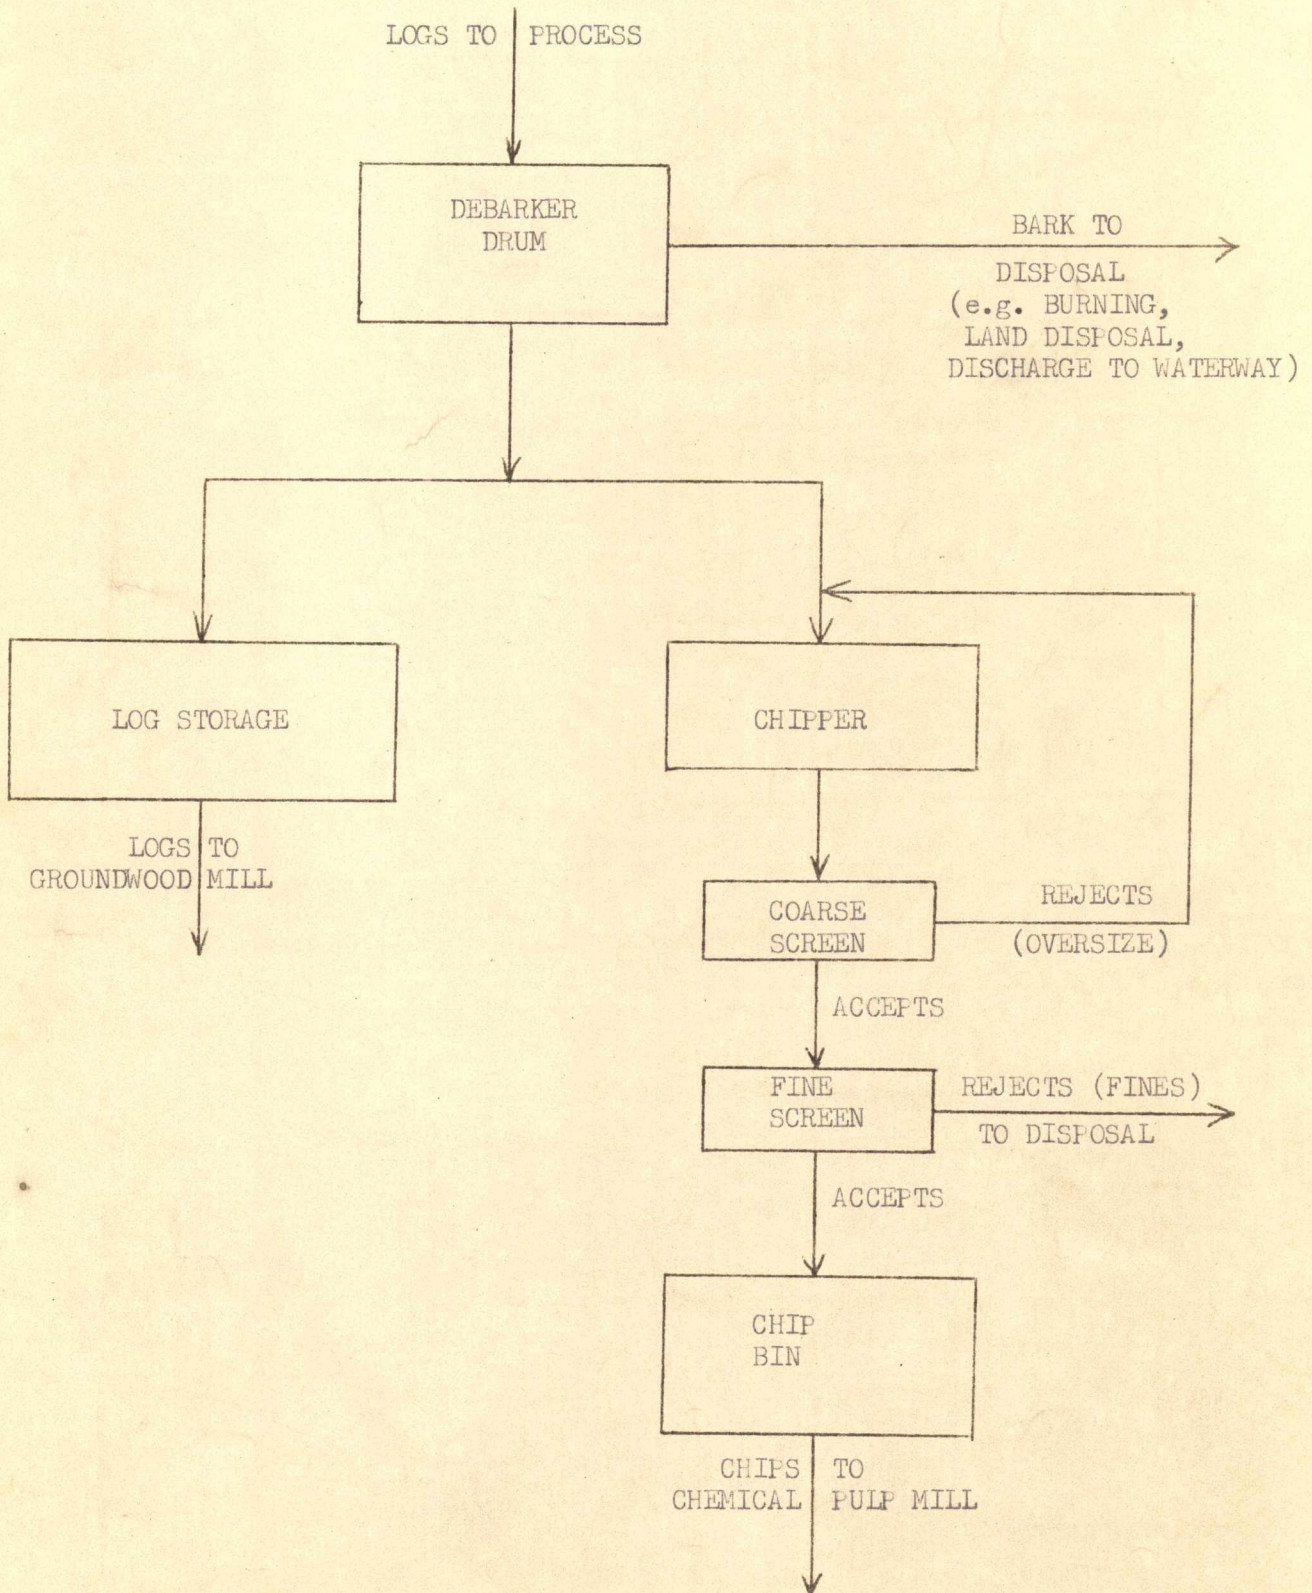 LOGS TO PROCESS
DEBARKER
DRUM
BARK TO
DISPOSAL
(e.g. BURNING,
LAND DISPOSAL,
DISCHARGE TO WATERWAY)
LOG STORAGE
CHIPPER
LOGS TO
GROUNDWOOD MILL
COARSE
SCREEN
REJECTS
(OVERSIZE)
ACCEPTS
FINE
SCREEN
REJECTS (FINES)
TO DISPOSAL
ACCEPTS
CHIP
BIN
CHIPS TO
CHEMICAL PULP MILL